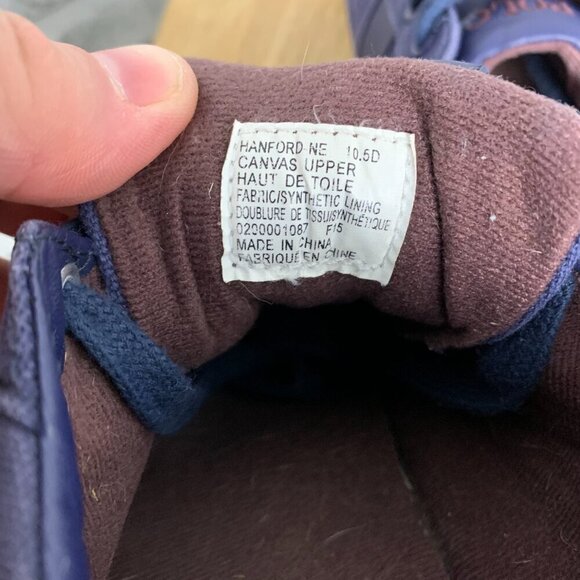 HANFORD-NE 10.5D
CANVAS UPPER
HAUT DE TOILE
FABRIC/SYNTHETIC LINING
DOUBLURE DE TISSU/SYNTHÉTIQUE
0200001087 F15
MADE IN CHINA
FABRIQUE EN CHINE